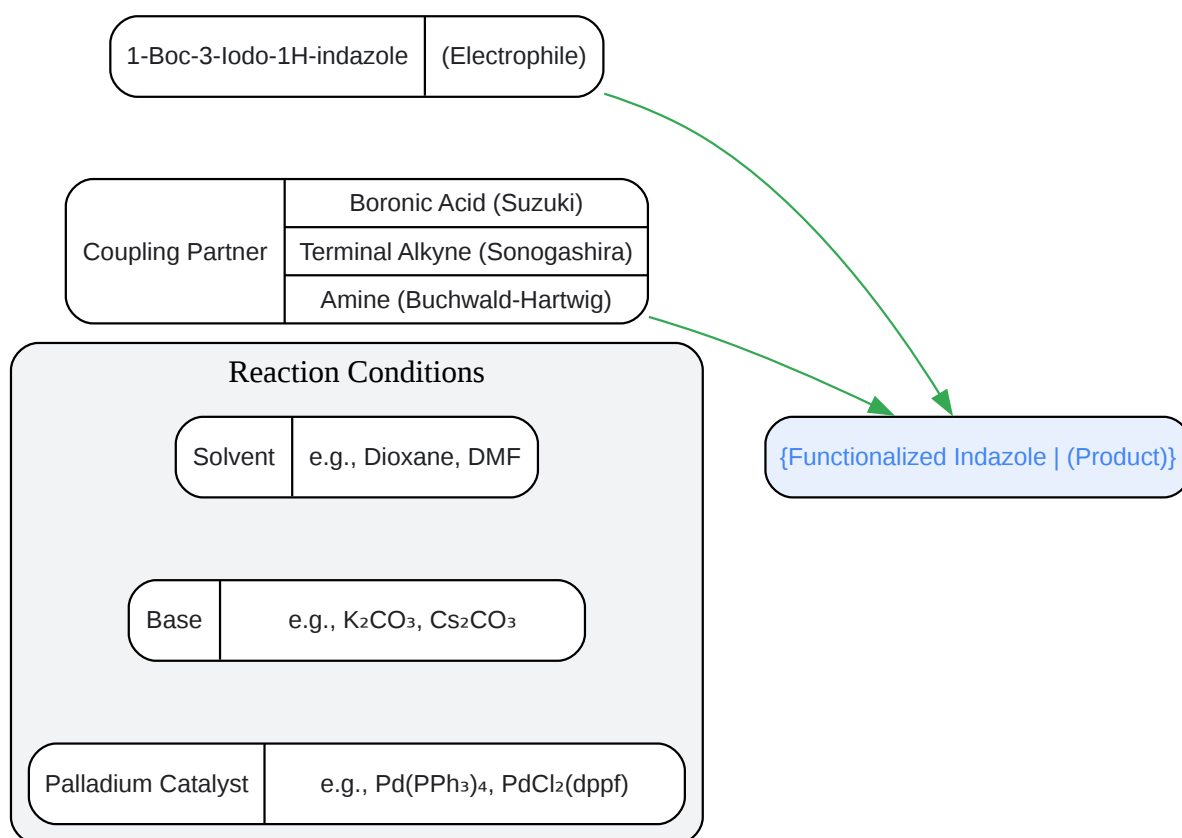 1-Boc-3-Iodo-1H-indazole
(Electrophile)
Coupling Partner
Boronic Acid (Suzuki)
Terminal Alkyne (Sonogashira)
Amine (Buchwald-Hartwig)
Reaction Conditions
Solvent
e.g., Dioxane, DMF
{Functionalized Indazole | (Product)}
Base
e.g., K₂CO₃, Cs₂CO₃
Palladium Catalyst
e.g., Pd(PPh₃)₄, PdCl₂(dppf)